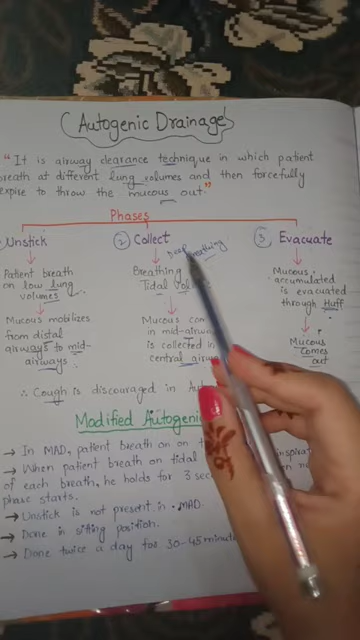 Autogenic Drainage
"It is airway clearance technique in which patient
breath at different lung volumes and then forcefully
expire to throw the mucous out."
Phases
Unstick
② Collect
3 Evacuate
Deep breathing
Patient breath
on low lung
volumes
Mucous mobilizes
from distal
airways to mid-
airways
Breathing
Tidal
Mucous
in mid-airway
is collected in
central
Mucous
accumulated
is evacuated
through Huff
Mucous
comes
out
∴ Cough is discouraged in
Modified Autogenic
→ In MAD, patient breath on on
→ When patient breath on tidal
of each breath, he holds for 3
phase starts.
→ Unstick is not present in MAD.
→ Done in sitting position.
→ Done twice a day for 30-45 minute